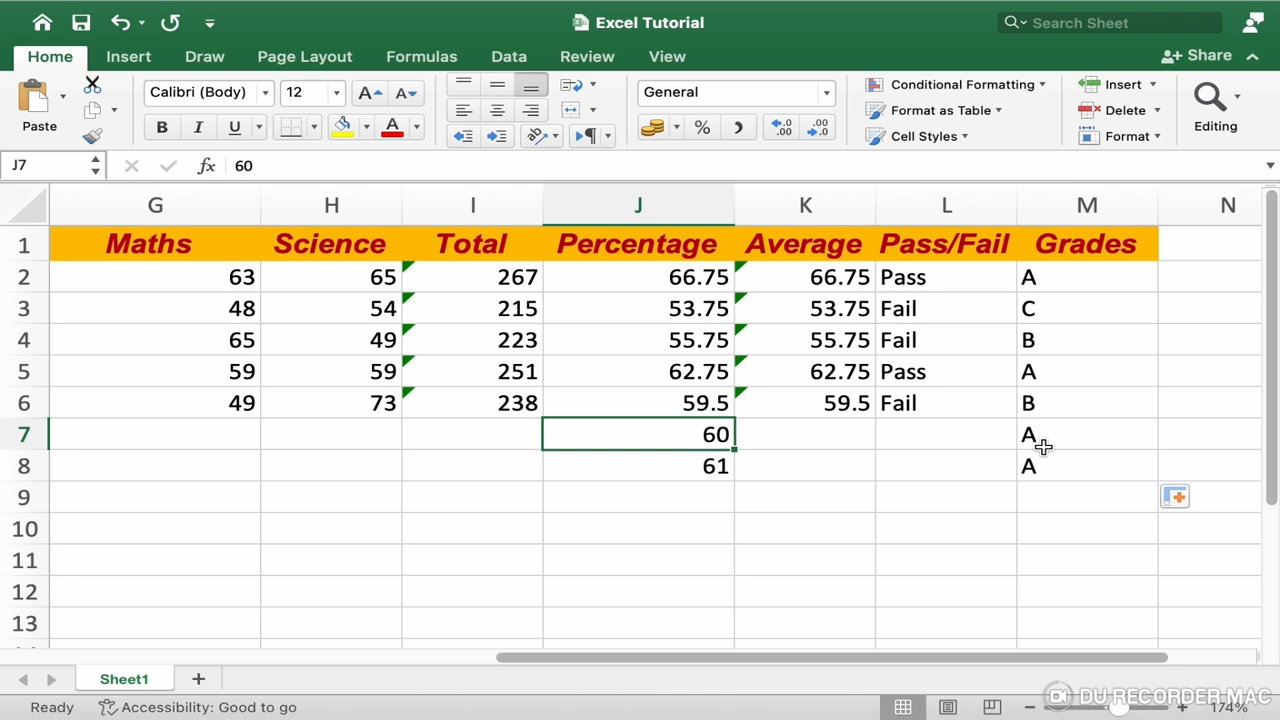 Excel Tutorial
Search Sheet
Home Insert Draw Page Layout Formulas Data Review View Share
Paste
Calibri (Body) 12 A A
B I U A
General
%
Conditional Formatting
Format as Table
Cell Styles
Insert
Delete
Format
Editing
J7 fx 60
G H I J K L M N
1 Maths Science Total Percentage Average Pass/Fail Grades
2 63 65 267 66.75 66.75 Pass A
3 48 54 215 53.75 53.75 Fail C
4 65 49 223 55.75 55.75 Fail B
5 59 59 251 62.75 62.75 Pass A
6 49 73 238 59.5 59.5 Fail B
7 60 A
8 61 A
9
10
11
12
13
Sheet1
Ready Accessibility: Good to go 174%
DU RECORDER MAC